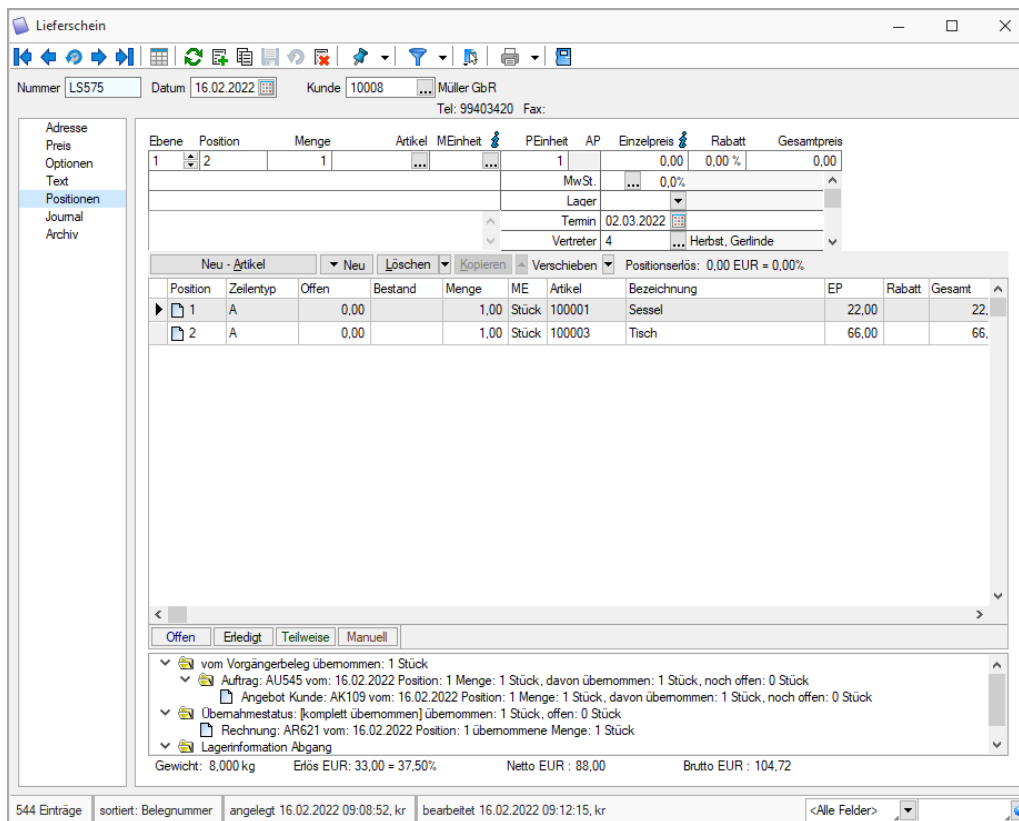 Lieferschein
Nummer LS575 Datum 16.02.2022 Kunde 10008 ... Müller GbR
Tel: 99403420 Fax:
Adresse
Preis
Optionen
Text
Positionen
Journal
Archiv
Ebene Position Menge Artikel MEinheit PEinheit AP Einzelpreis Rabatt Gesamtpreis
1 2 1 ... ... 1 0,00 0,00 % 0,00
MwSt. ... 0,0%
Lager
Termin 02.03.2022
Vertreter 4 ... Herbst, Gerlinde
Neu - Artikel Neu Löschen Kopieren Verschieben Positionserlös: 0,00 EUR = 0,00%
Position Zeilentyp Offen Bestand Menge ME Artikel Bezeichnung EP Rabatt Gesamt
1 A 0,00 1,00 Stück 100001 Sessel 22,00 22,
2 A 0,00 1,00 Stück 100003 Tisch 66,00 66,
Offen Erledigt Teilweise Manuell
vom Vorgängerbeleg übernommen: 1 Stück
Auftrag: AU545 vom: 16.02.2022 Position: 1 Menge: 1 Stück, davon übernommen: 1 Stück, noch offen: 0 Stück
Angebot Kunde: AK109 vom: 16.02.2022 Position: 1 Menge: 1 Stück, davon übernommen: 1 Stück, noch offen: 0 Stück
Übernahmestatus: [komplett übernommen] übernommen: 1 Stück, offen: 0 Stück
Rechnung: AR621 vom: 16.02.2022 Position: 1 übernommene Menge: 1 Stück
Lagerinformation Abgang
Gewicht: 8,000 kg Erlös EUR: 33,00 = 37,50% Netto EUR : 88,00 Brutto EUR : 104,72
544 Einträge sortiert: Belegnummer angelegt 16.02.2022 09:08:52, kr bearbeitet 16.02.2022 09:12:15, kr <Alle Felder>